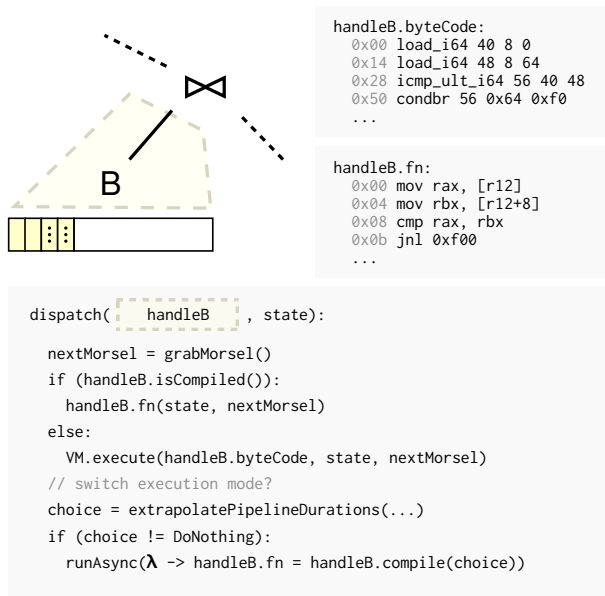 ⋈
B
handleB.byteCode:
0x00 load_i64 40 8 0
0x14 load_i64 48 8 64
0x28 icmp_ult_i64 56 40 48
0x50 condbr 56 0x64 0xf0
...
handleB.fn:
0x00 mov rax, [r12]
0x04 mov rbx, [r12+8]
0x08 cmp rax, rbx
0x0b jnl 0xf00
...
dispatch( handleB , state):
nextMorsel = grabMorsel()
if (handleB.isCompiled()):
handleB.fn(state, nextMorsel)
else:
VM.execute(handleB.byteCode, state, nextMorsel)
// switch execution mode?
choice = extrapolatePipelineDurations(...)
if (choice != DoNothing):
runAsync(λ -> handleB.fn = handleB.compile(choice))